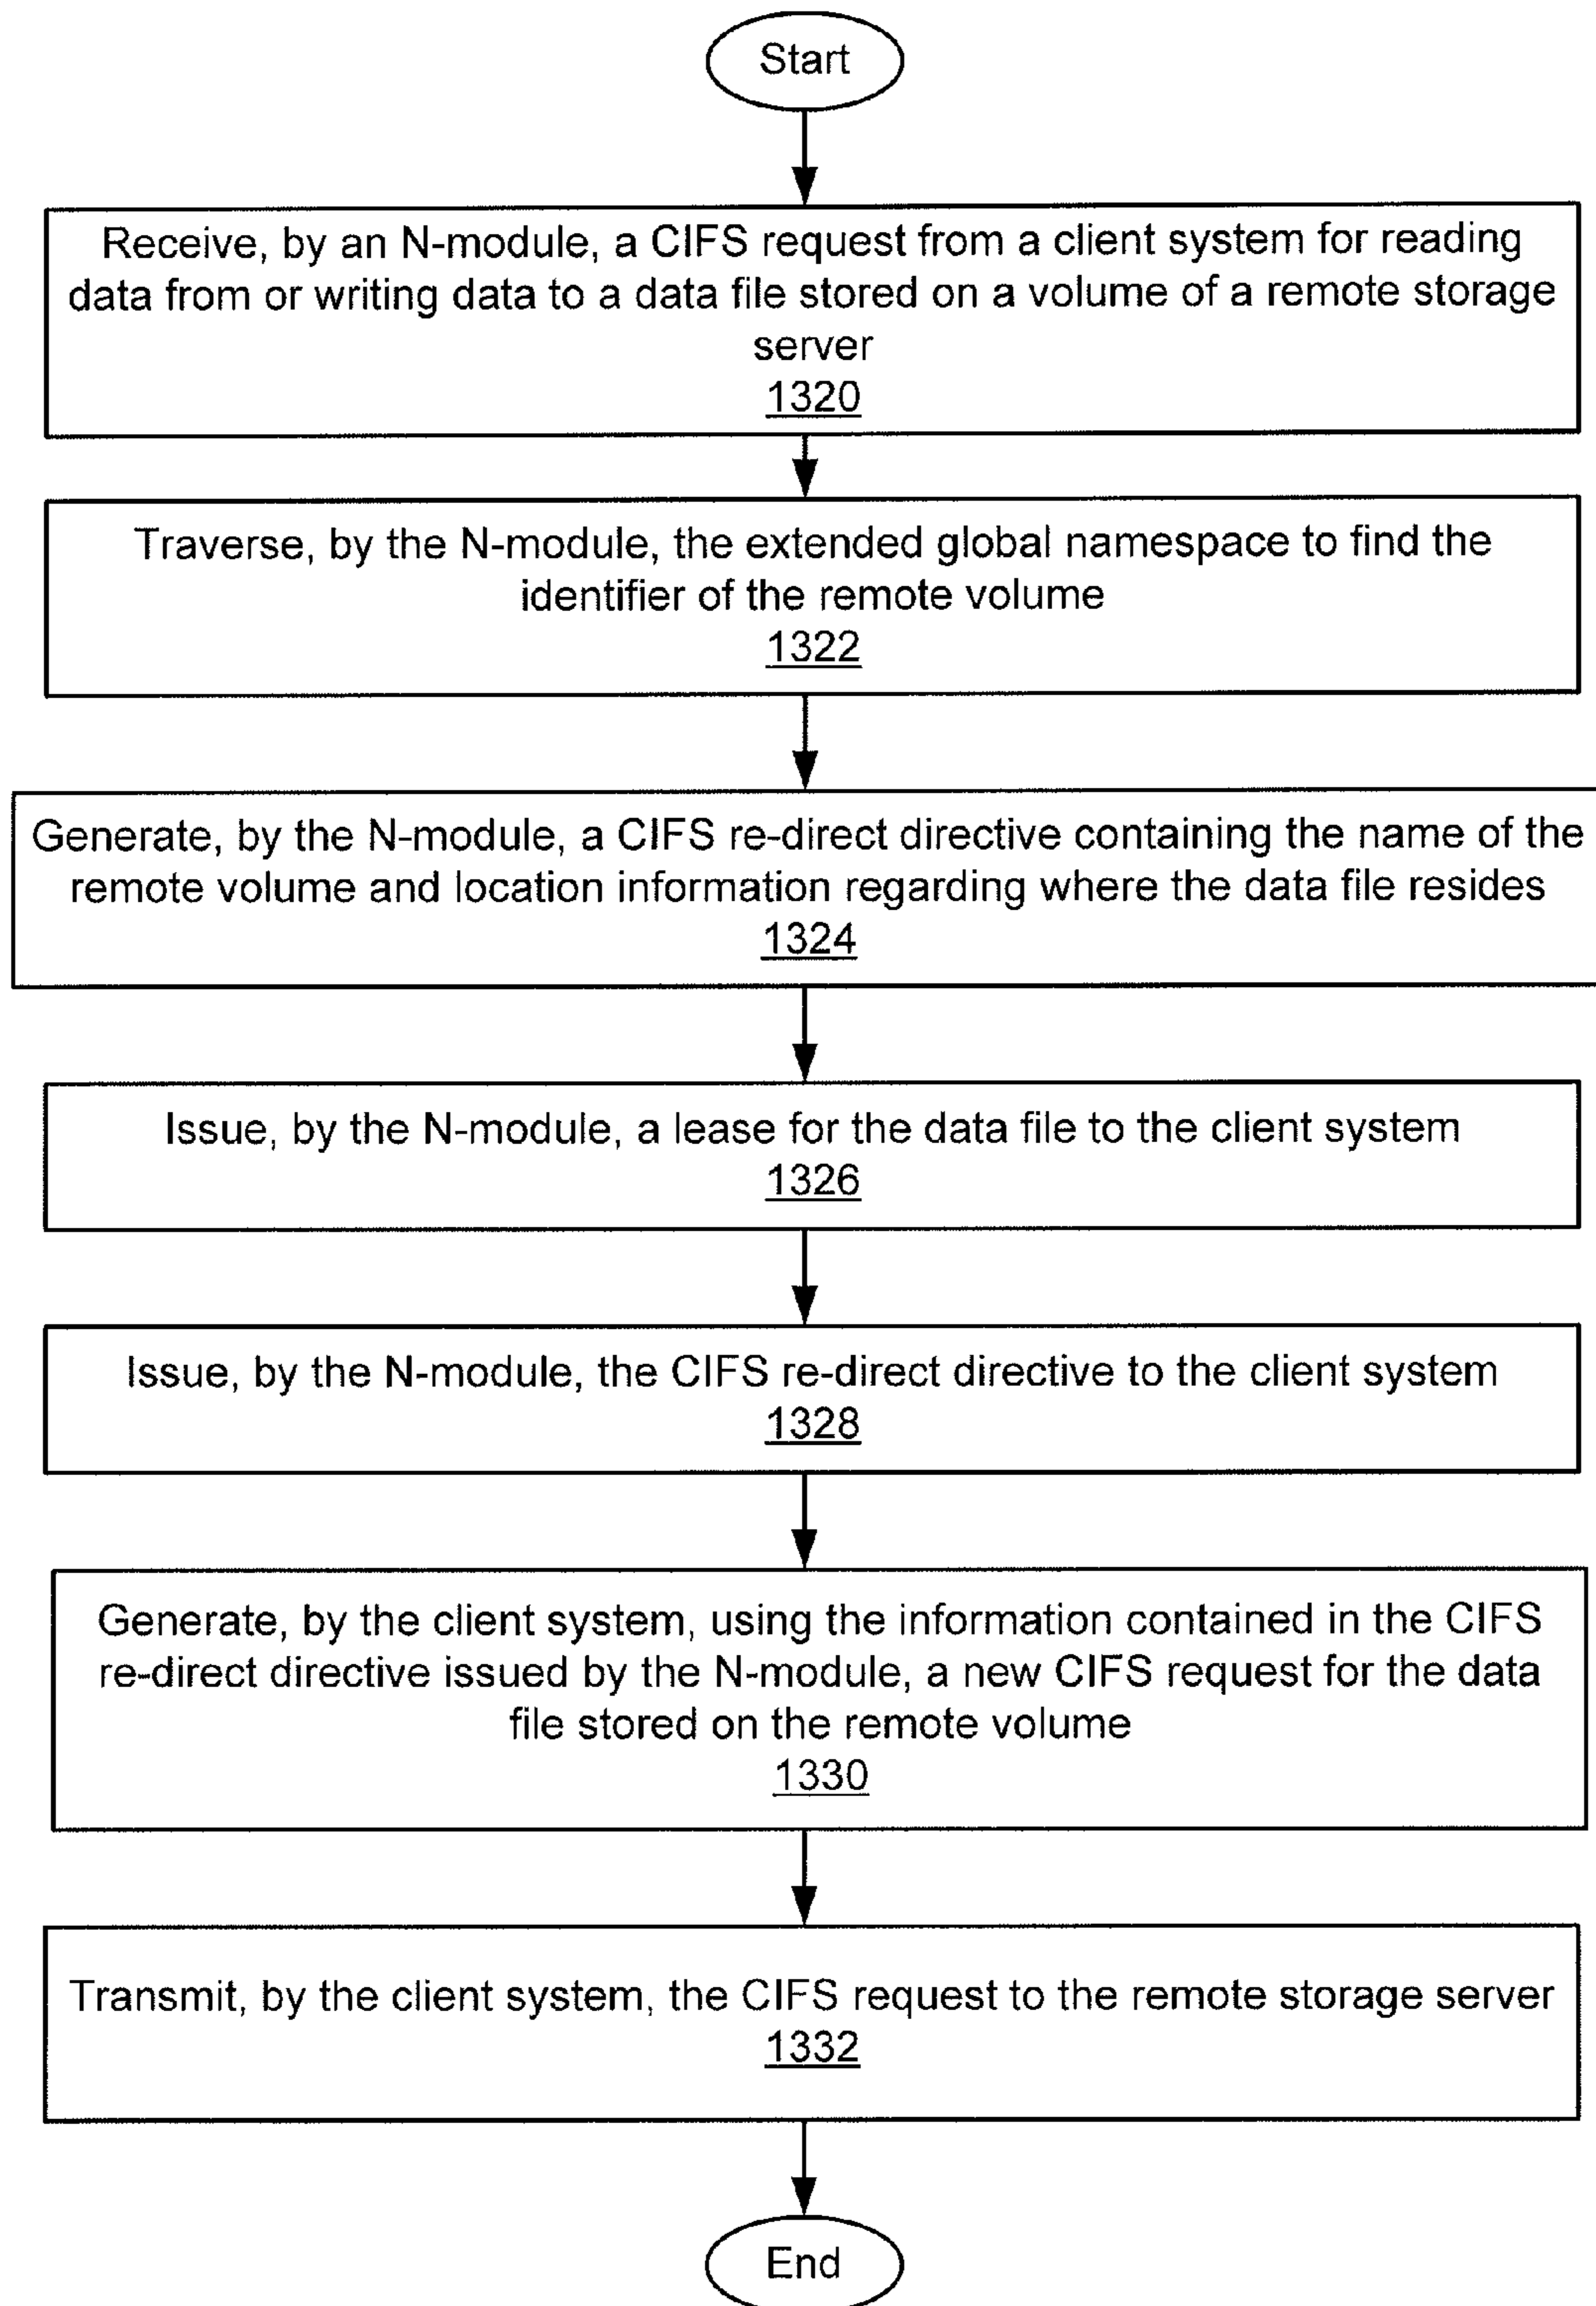 Start
Receive, by an N-module, a CIFS request from a client system for reading
data from or writing data to a data file stored on a volume of a remote storage
server
1320
Traverse, by the N-module, the extended global namespace to find the
identifier of the remote volume
1322
Generate, by the N-module, a CIFS re-direct directive containing the name of the
remote volume and location information regarding where the data file resides
1324
Issue, by the N-module, a lease for the data file to the client system
1326
Issue, by the N-module, the CIFS re-direct directive to the client system
1328
Generate, by the client system, using the information contained in the CIFS
re-direct directive issued by the N-module, a new CIFS request for the data
file stored on the remote volume
1330
Transmit, by the client system, the CIFS request to the remote storage server
1332
End